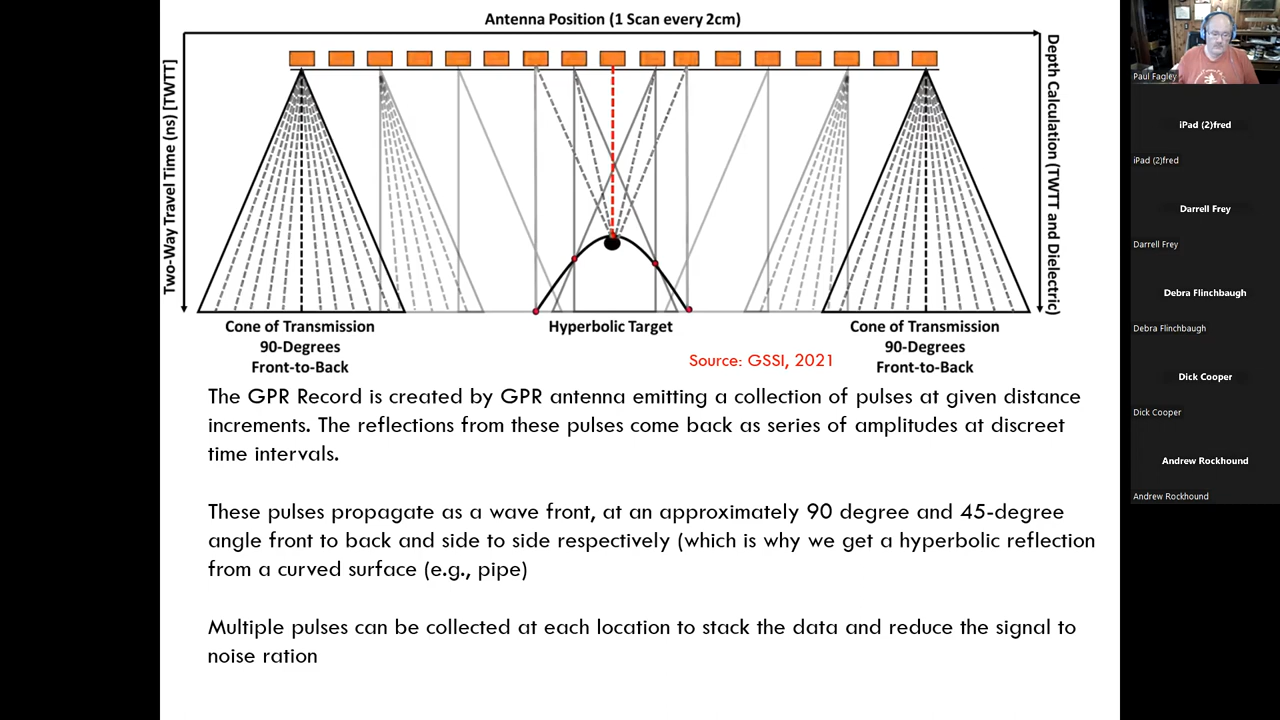 Antenna Position (1 Scan every 2cm)
Two-Way Travel Time (ns) [TWTT]
Depth Calculation (TWTT and Dielectric)
Cone of Transmission
90-Degrees
Front-to-Back
Hyperbolic Target
Cone of Transmission
90-Degrees
Front-to-Back
Source: GSSI, 2021
The GPR Record is created by GPR antenna emitting a collection of pulses at given distance
increments. The reflections from these pulses come back as series of amplitudes at discreet
time intervals.
These pulses propagate as a wave front, at an approximately 90 degree and 45-degree
angle front to back and side to side respectively (which is why we get a hyperbolic reflection
from a curved surface (e.g., pipe)
Multiple pulses can be collected at each location to stack the data and reduce the signal to
noise ration
Paul Fagley
iPad (2)fred
iPad (2)fred
Darrell Frey
Darrell Frey
Debra Flinchbaugh
Debra Flinchbaugh
Dick Cooper
Dick Cooper
Andrew Rockhound
Andrew Rockhound